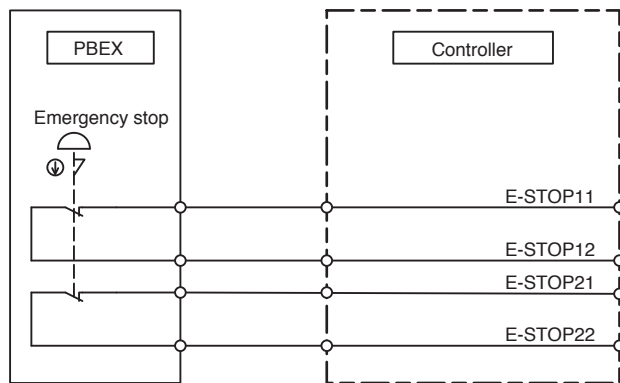 PBEX
Controller
Emergency stop
E-STOP11
E-STOP12
E-STOP21
E-STOP22